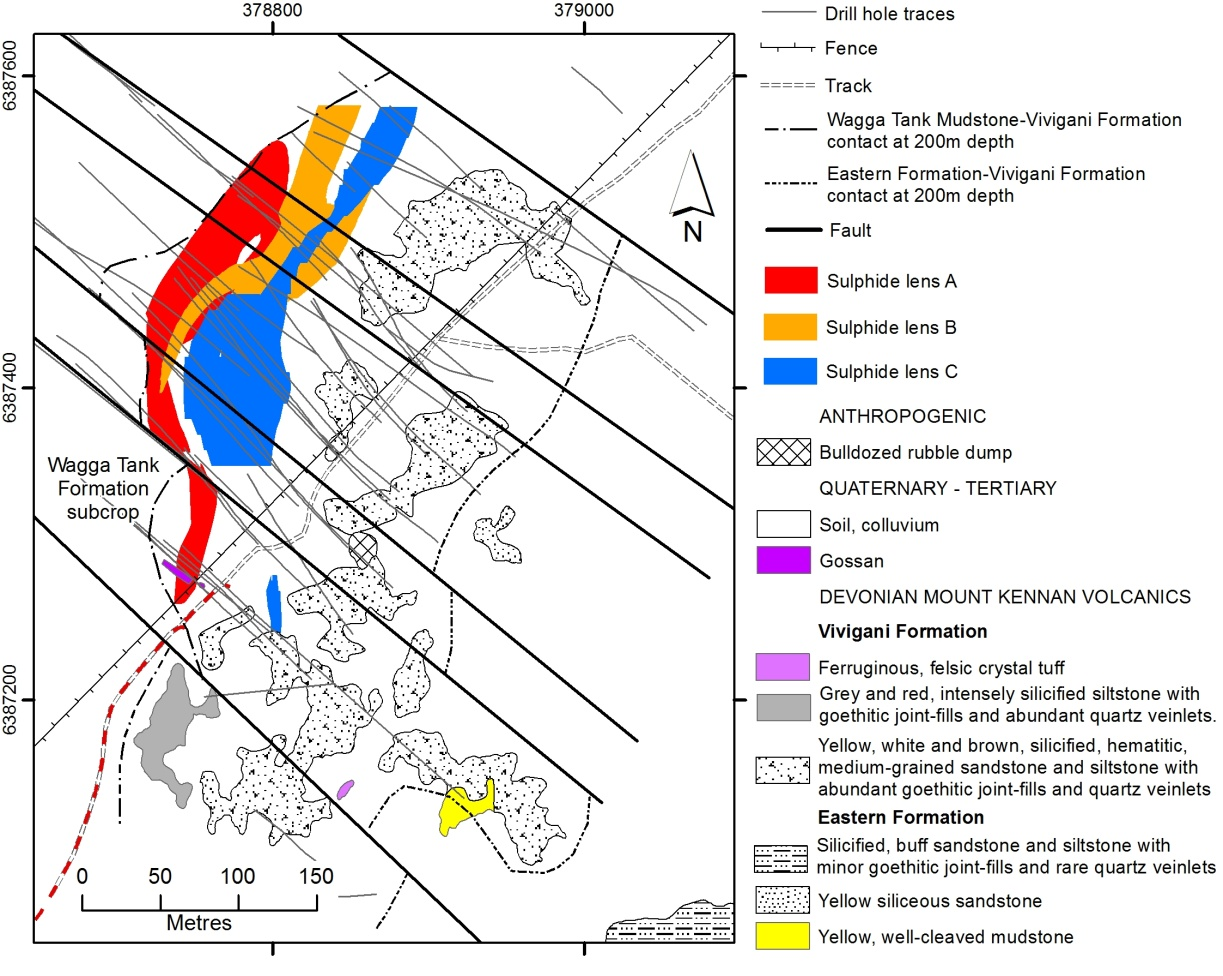 378800
379000
6387600
6387400
6387200
N
Wagga Tank
Formation
subcrop
0 50 100 150
Metres
Drill hole traces
Fence
Track
Wagga Tank Mudstone-Vivigani Formation
contact at 200m depth
Eastern Formation-Vivigani Formation
contact at 200m depth
Fault
Sulphide lens A
Sulphide lens B
Sulphide lens C
ANTHROPOGENIC
Bulldozed rubble dump
QUATERNARY - TERTIARY
Soil, colluvium
Gossan
DEVONIAN MOUNT KENNAN VOLCANICS
Vivigani Formation
Ferruginous, felsic crystal tuff
Grey and red, intensely silicified siltstone with
goethitic joint-fills and abundant quartz veinlets.
Yellow, white and brown, silicified, hematitic,
medium-grained sandstone and siltstone with
abundant goethitic joint-fills and quartz veinlets
Eastern Formation
Silicified, buff sandstone and siltstone with
minor goethitic joint-fills and rare quartz veinlets
Yellow siliceous sandstone
Yellow, well-cleaved mudstone